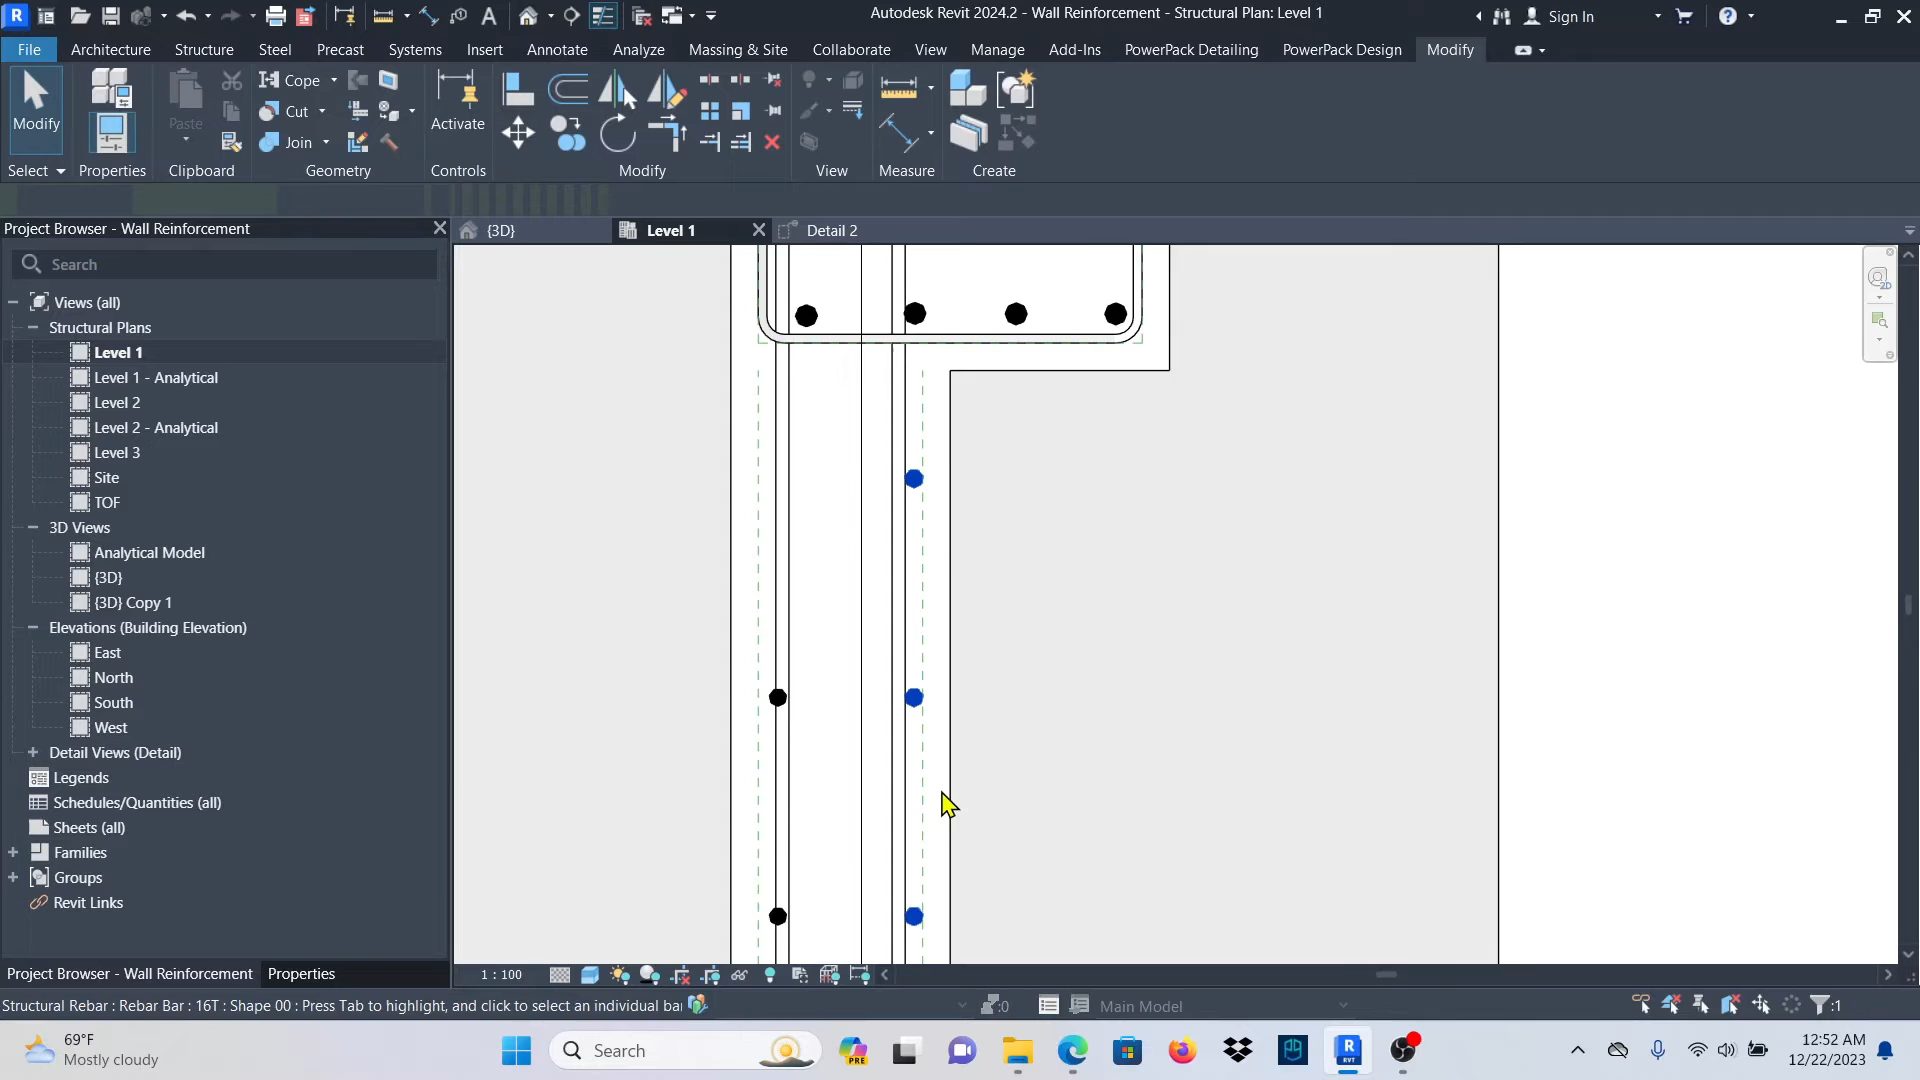 Autodesk Revit 2024.2 - Wall Reinforcement - Structural Plan: Level 1
Sign In
File Architecture Structure Steel Precast Systems Insert Annotate Analyze Massing & Site Collaborate View Manage Add-Ins PowerPack Detailing PowerPack Design Modify
Modify
Paste
Cope
Cut
Join
Activate
Select Properties Clipboard Geometry Controls Modify View Measure Create
Project Browser - Wall Reinforcement
{3D}
Level 1
Detail 2
Search
Views (all)
Structural Plans
Level 1
Level 1 - Analytical
Level 2
Level 2 - Analytical
Level 3
Site
TOF
3D Views
Analytical Model
{3D}
{3D} Copy 1
Elevations (Building Elevation)
East
North
South
West
Detail Views (Detail)
Legends
Schedules/Quantities (all)
Sheets (all)
Families
Groups
Revit Links
Project Browser - Wall Reinforcement Properties
1 : 100
Structural Rebar : Rebar Bar : 16T : Shape 00 : Press Tab to highlight, and click to select an individual ba
:0
Main Model
:1
69°F
Mostly cloudy
Search
PRE
R
RVT
12:52 AM
12/22/2023